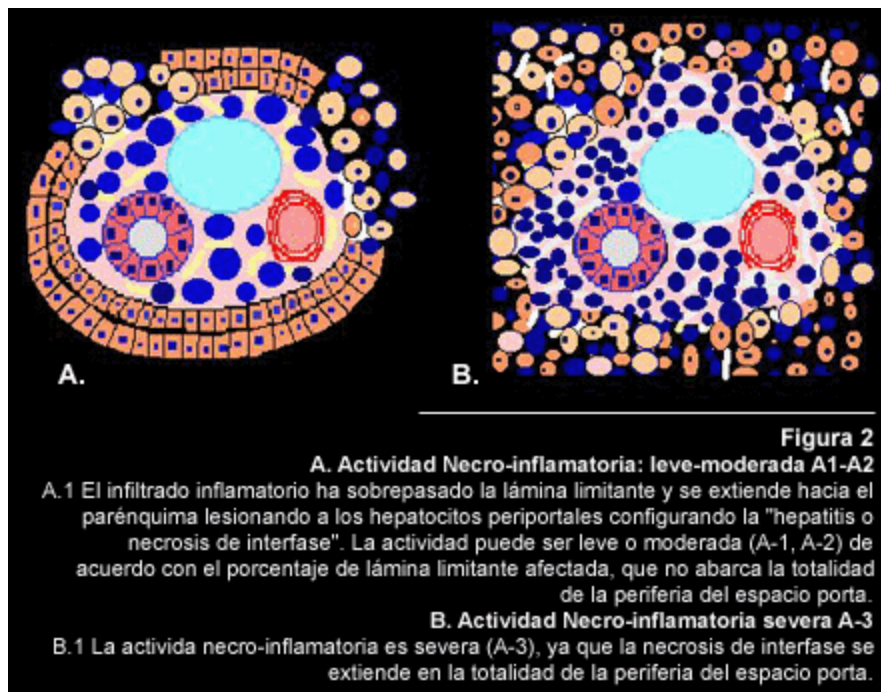 A.
B.
Figura 2
A. Actividad Necro-inflamatoria: leve-moderada A1-A2
A.1 El infiltrado inflamatorio ha sobrepasado la lámina limitante y se extiende hacia el
parénquima lesionando a los hepatocitos periportales configurando la "hepatitis o
necrosis de interfase". La actividad puede ser leve o moderada (A-1, A-2) de
acuerdo con el porcentaje de lámina limitante afectada, que no abarca la totalidad
de la periferia del espacio porta.
B. Actividad Necro-inflamatoria severa A-3
B.1 La activida necro-inflamatoria es severa (A-3), ya que la necrosis de interfase se
extiende en la totalidad de la periferia del espacio porta.